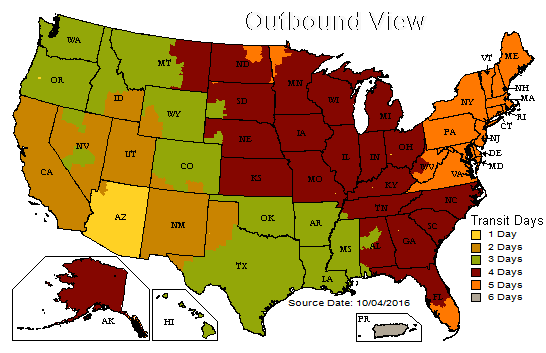 Outbound View
WA
MT
ND
MN
ME
VT
OR
ID
SD
WI
MI
NY
NH
MA
RI
CT
WY
NE
IA
PA
NJ
DE
MD
NV
UT
CO
IL
IN
OH
WV
VA
CA
KS
MO
KY
NC
TN
AZ
NM
OK
AR
SC
MS
AL
GA
TX
LA
FL
AK
HI
PR
Transit Days
1 Day
2 Days
3 Days
4 Days
5 Days
6 Days
Source Date: 10/04/2016